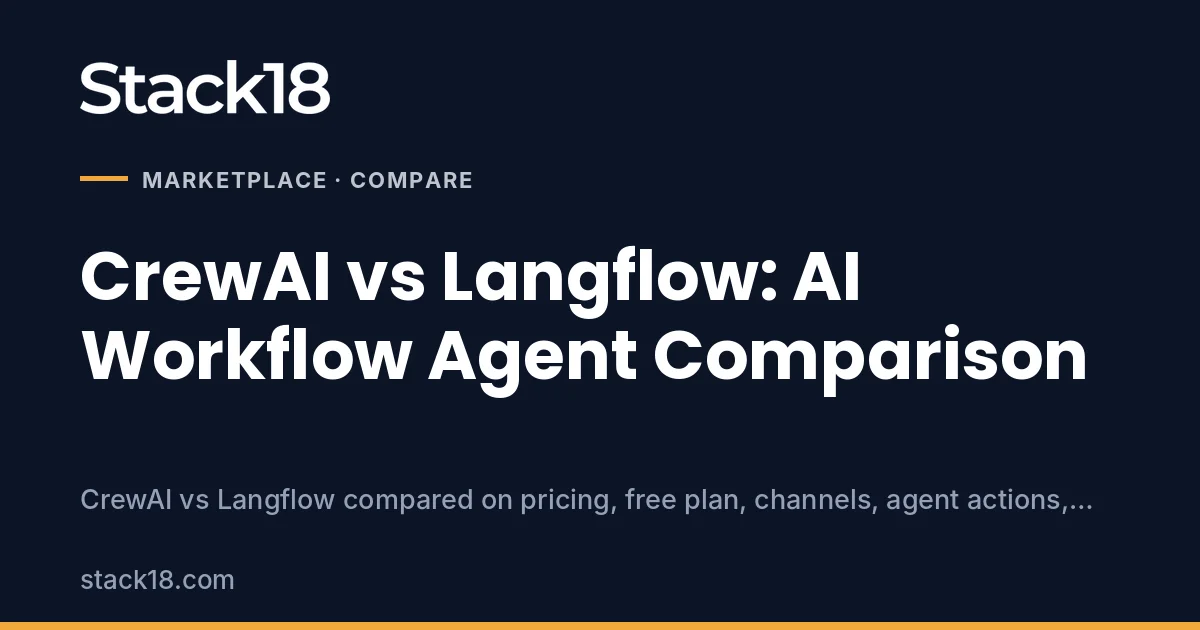 Stack18
MARKETPLACE · COMPARE
CrewAI vs Langflow: AI
Workflow Agent Comparison
CrewAI vs Langflow compared on pricing, free plan, channels, agent actions,...
stack18.com